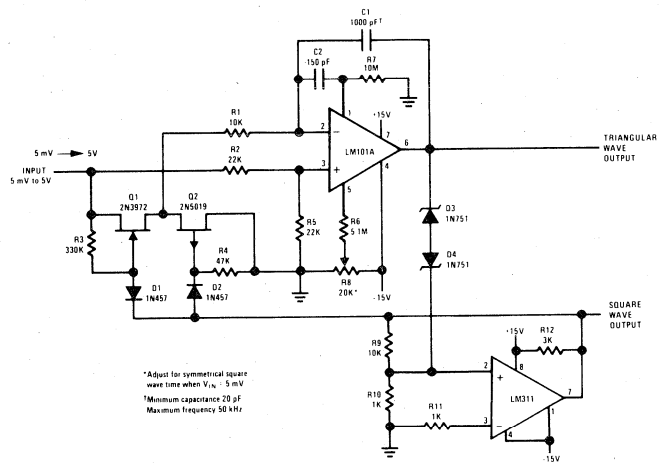 C1
1000 pF†
C2
150 pF
R7
10M
+15V
R1
10K
2
1
7
6
LM101A
TRIANGULAR
WAVE
OUTPUT
5 mV → 5V
INPUT
5 mV to 5V
R2
22K
3
4
5
Q1
2N3972
Q2
2N5019
R3
330K
R4
47K
R5
22K
R6
5.1M
R8
20K*
-15V
D3
1N751
D4
1N751
D1
1N457
D2
1N457
SQUARE
WAVE
OUTPUT
R9
10K
+15V
R12
3K
2
8
7
LM311
R10
1K
R11
1K
3
4
1
-15V
*Adjust for symmetrical square
wave time when VIN = 5 mV
†Minimum capacitance 20 pF
Maximum frequency 50 kHz